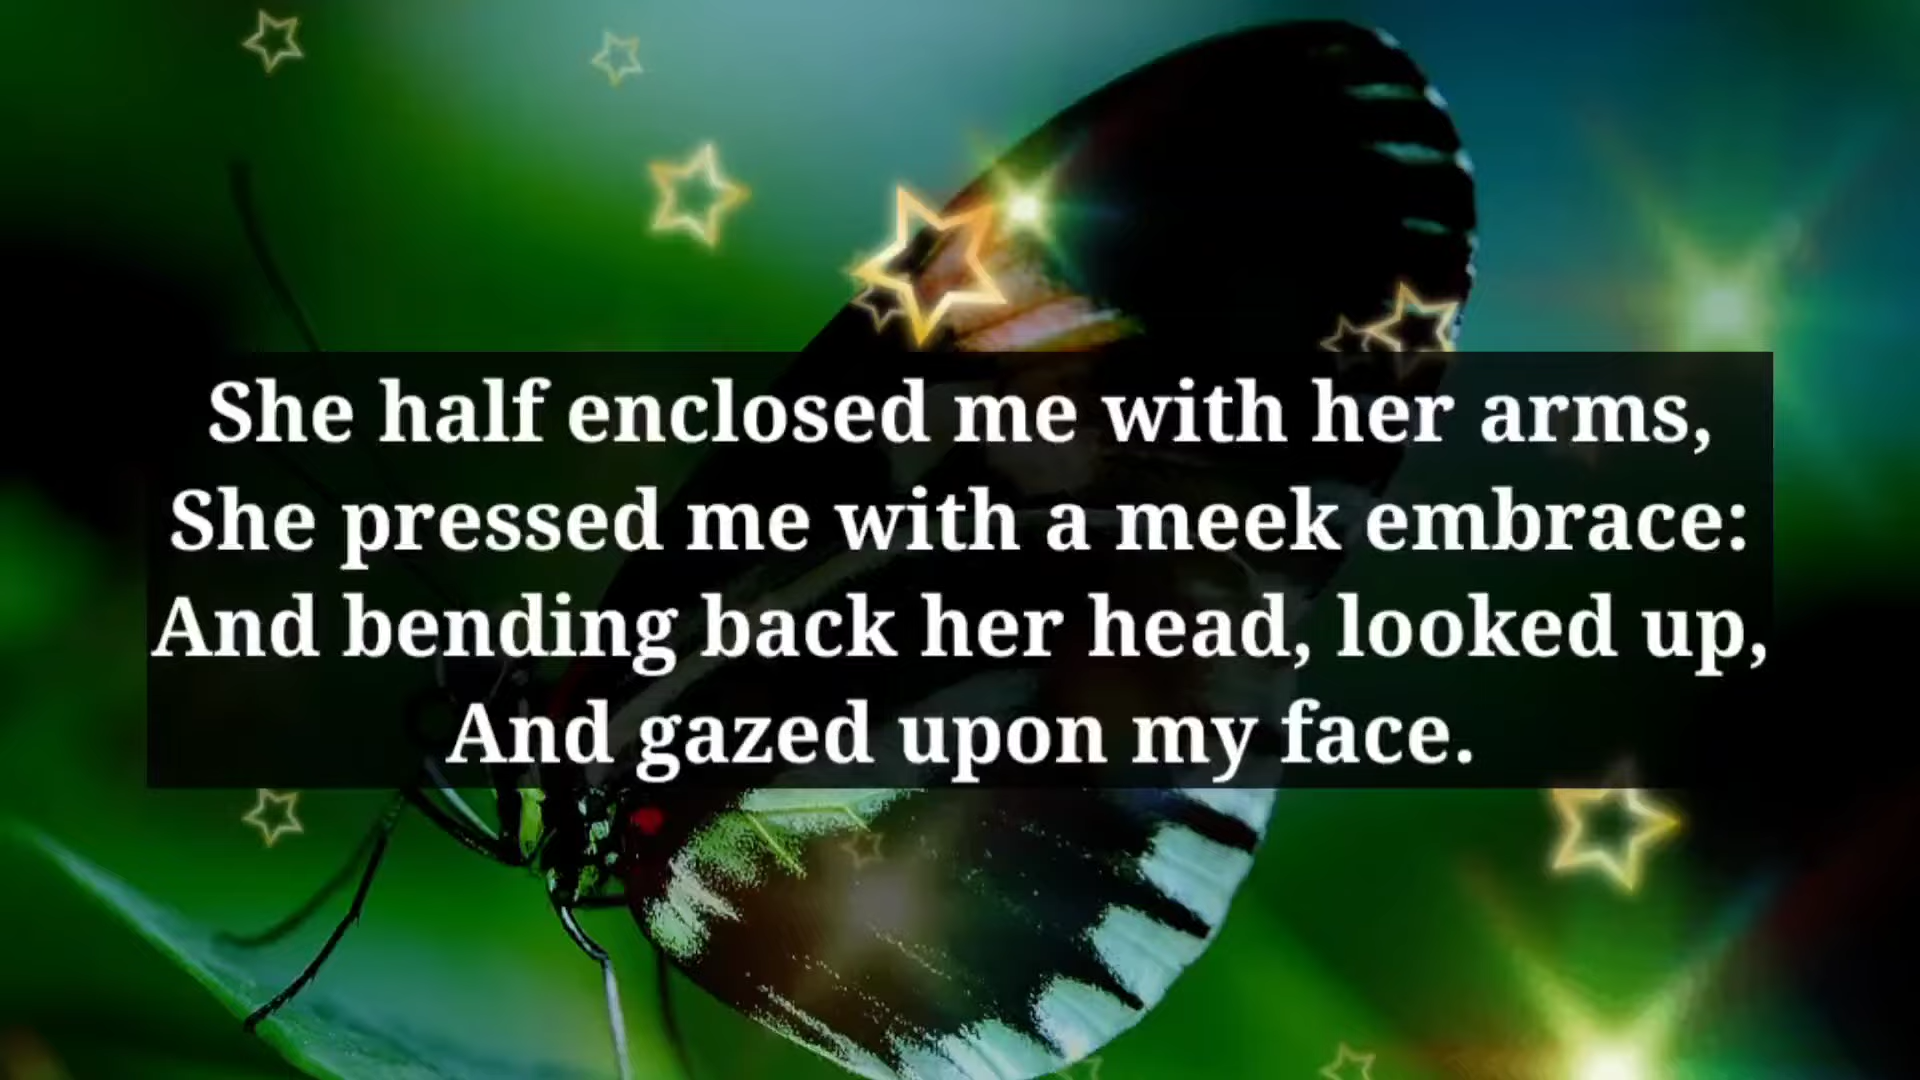 She half enclosed me with her arms,
She pressed me with a meek embrace:
And bending back her head, looked up,
And gazed upon my face.